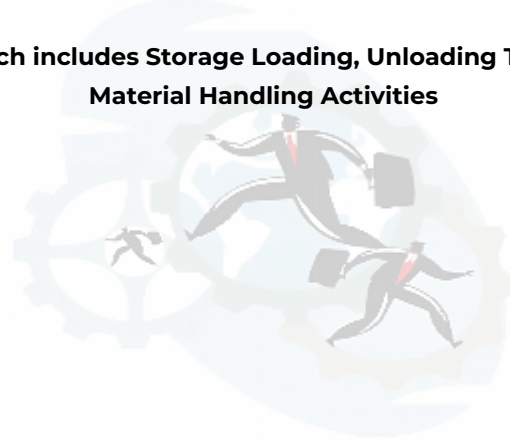 ch includes Storage Loading, Unloading T
Material Handling Activities